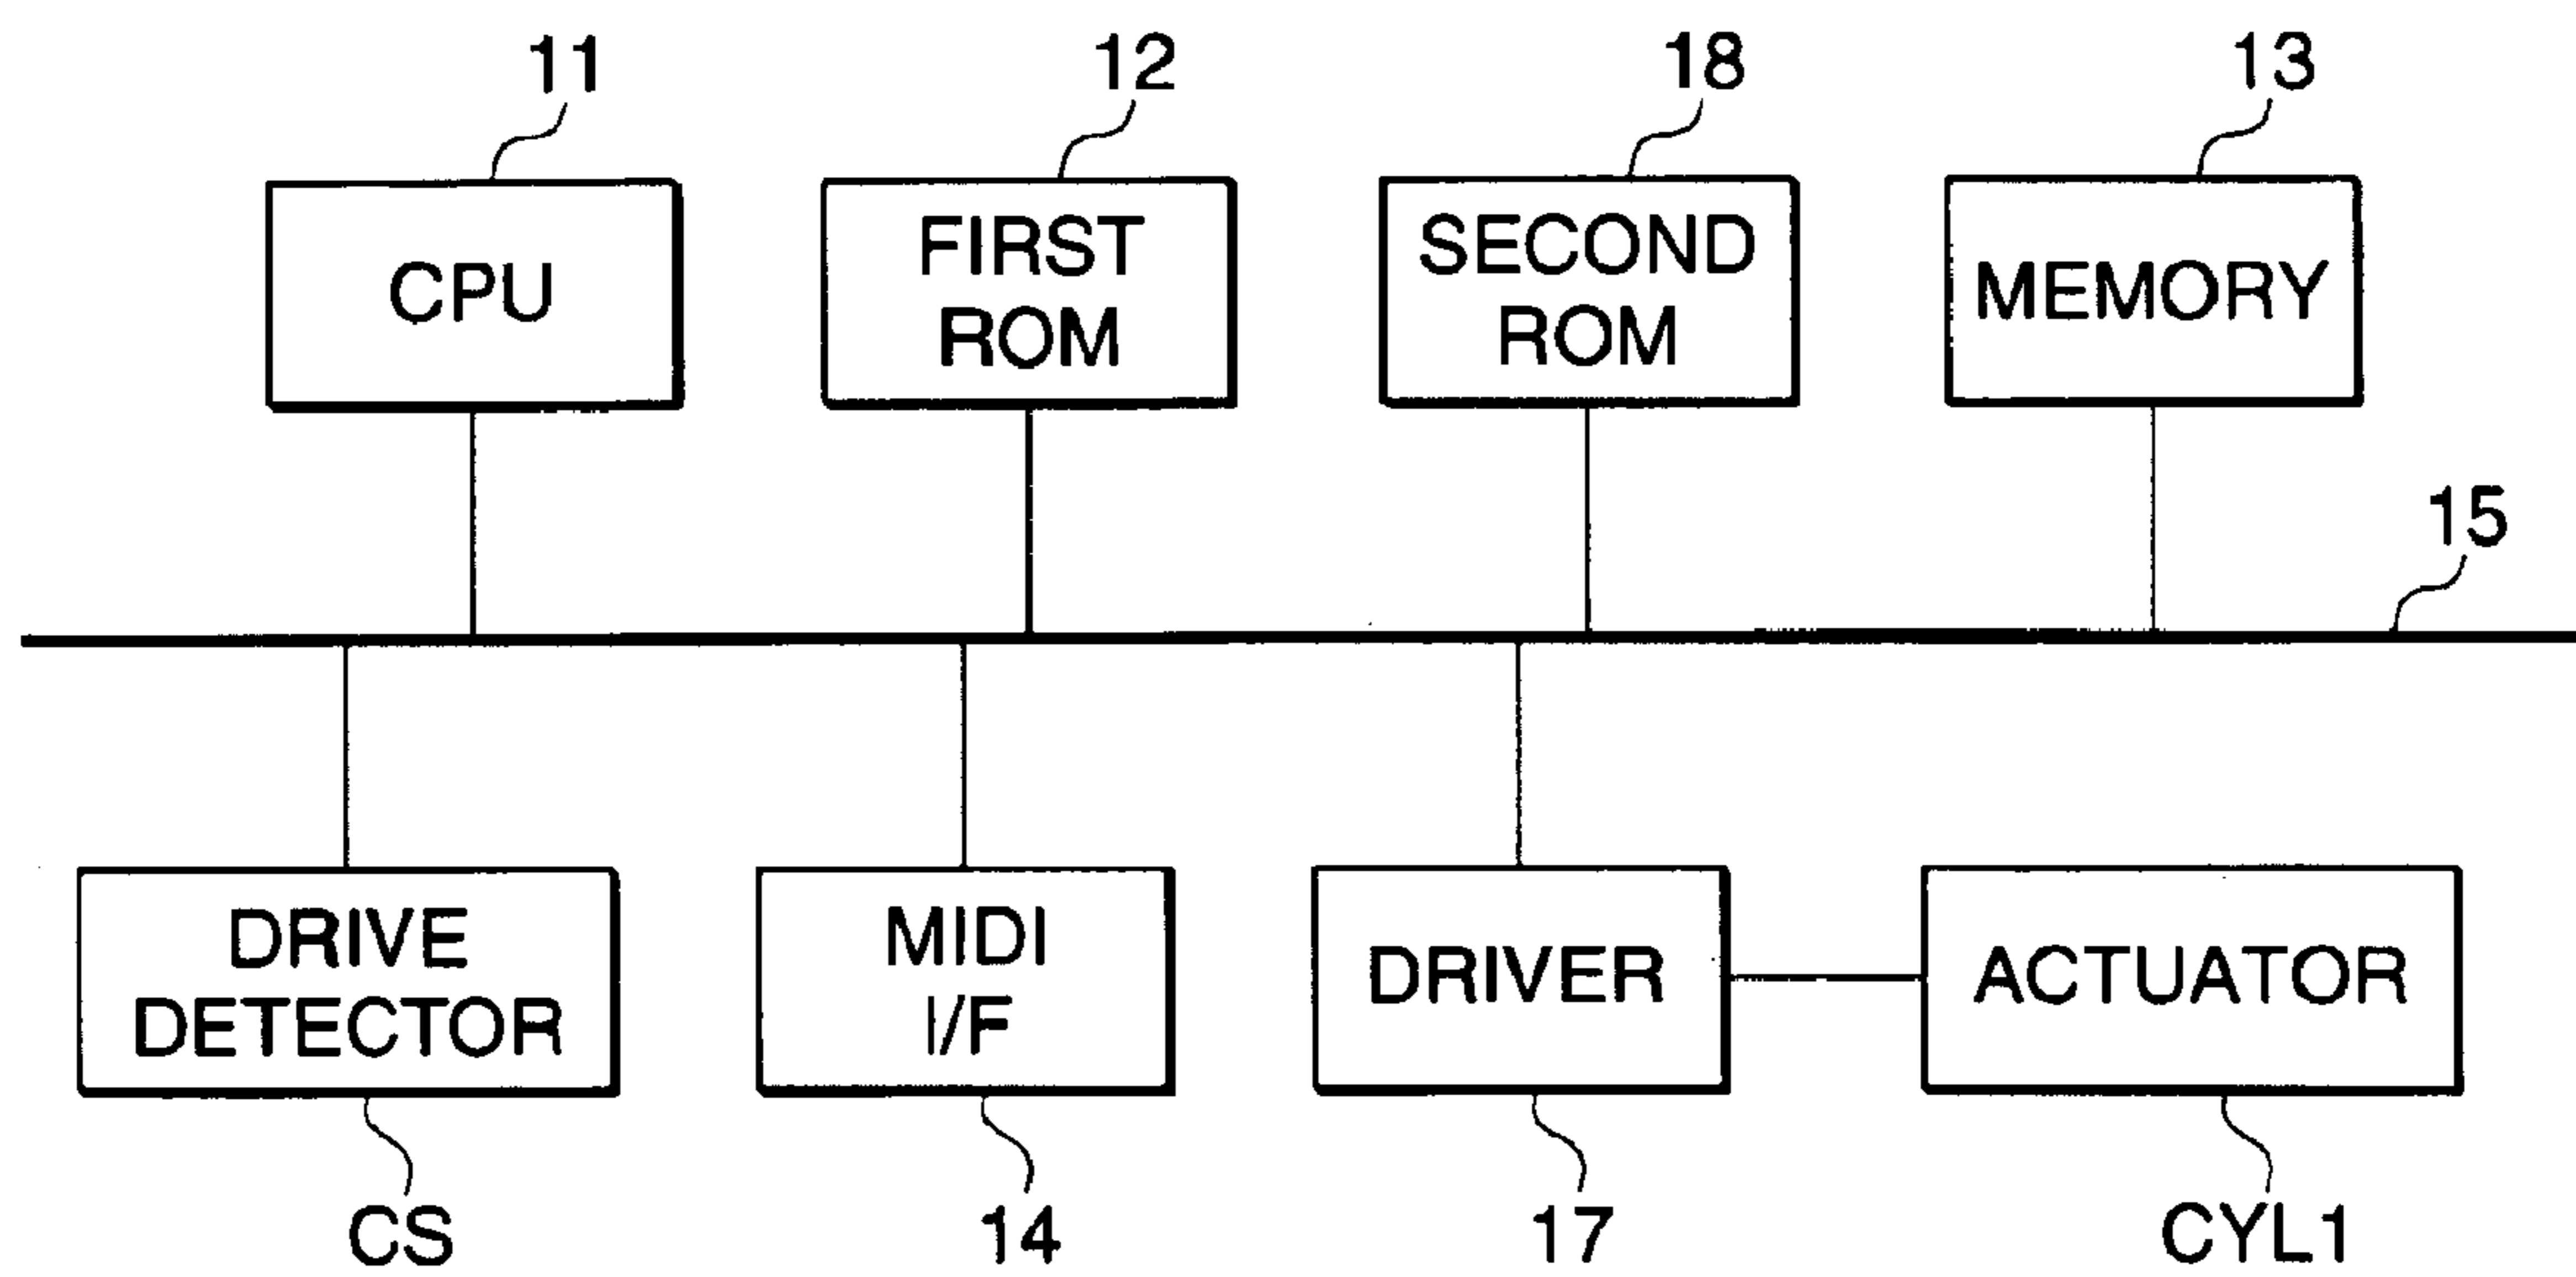 11
12
18
13
CPU
FIRST
ROM
SECOND
ROM
MEMORY
15
DRIVE
DETECTOR
MIDI
I/F
DRIVER
ACTUATOR
CS
14
17
CYL1